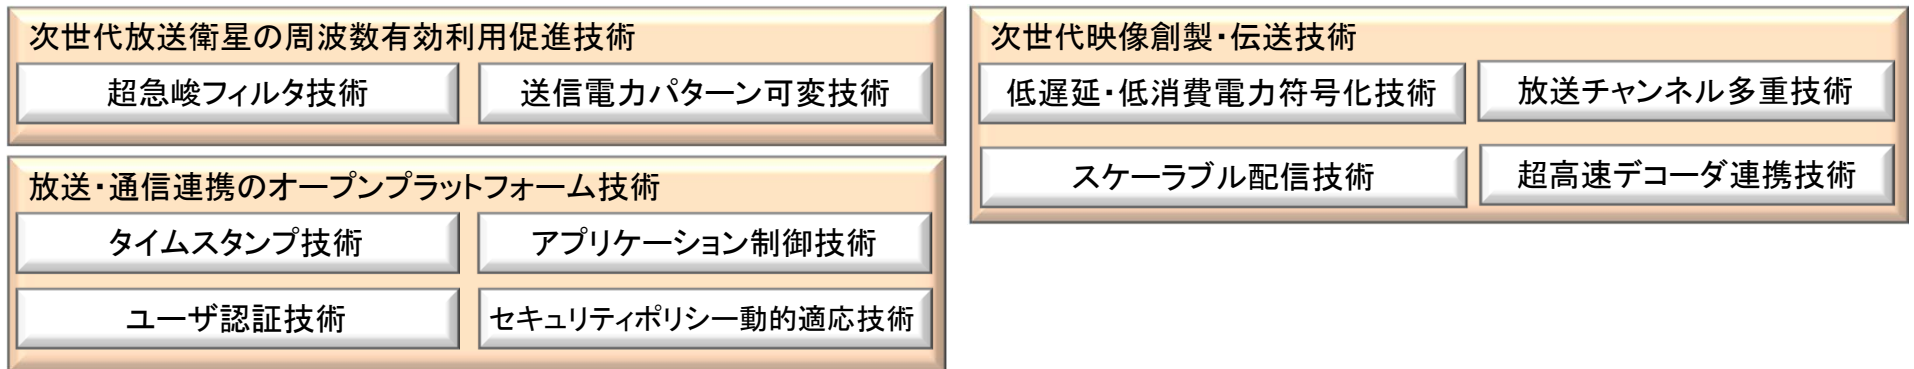 次世代放送衛星の周波数有効利用促進技術
超急峻フィルタ技術
送信電力パターン可変技術
放送・通信連携のオープンプラットフォーム技術
タイムスタンプ技術
アプリケーション制御技術
ユーザ認証技術
セキュリティポリシー動的適応技術
次世代映像創製・伝送技術
低遅延・低消費電力符号化技術
放送チャンネル多重技術
スケーラブル配信技術
超高速デコーダ連携技術